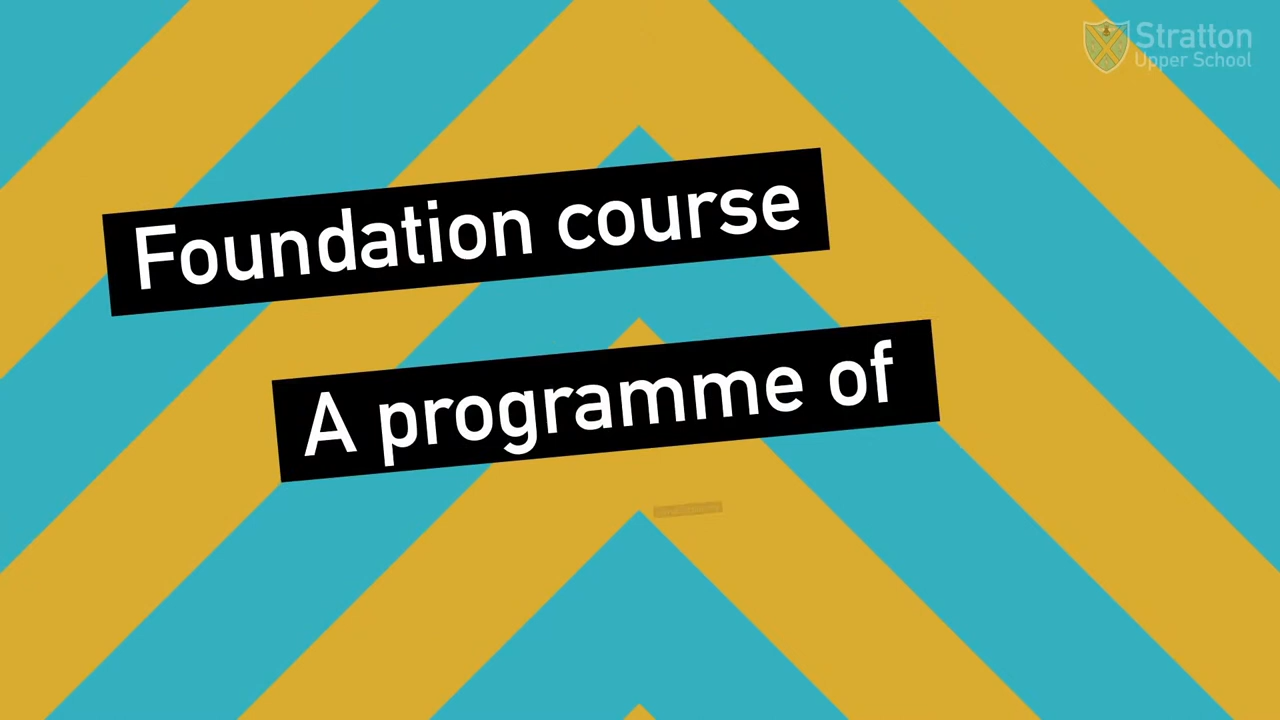 Stratton
Upper School
Foundation course
A programme of